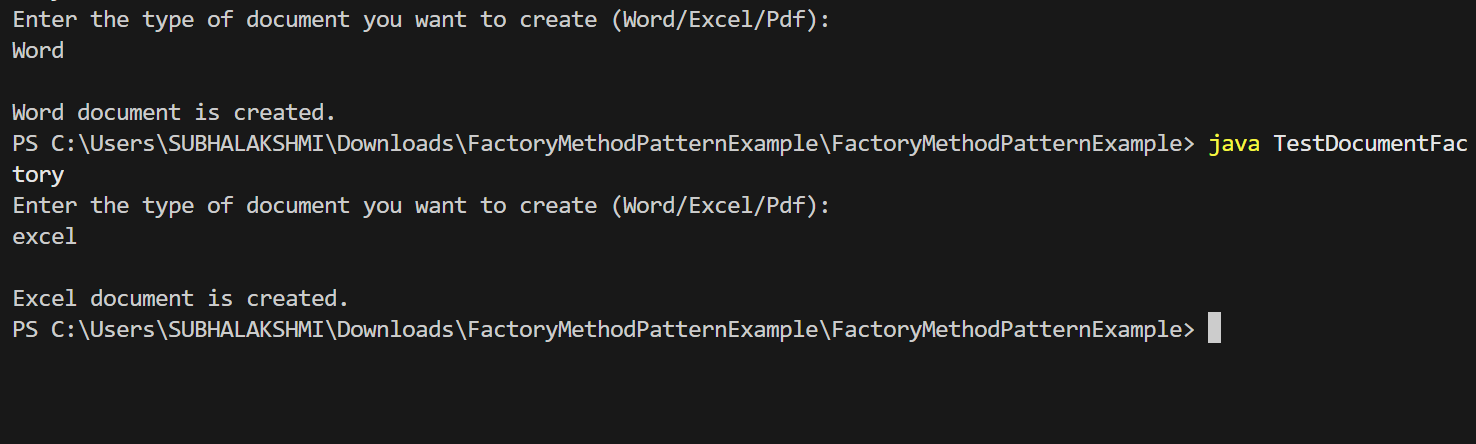 Enter the type of document you want to create (Word/Excel/Pdf):
Word
Word document is created.
PS C:\Users\SUBHALAKSHMI\Downloads\FactoryMethodPatternExample\FactoryMethodPatternExample> java TestDocumentFac
tory
Enter the type of document you want to create (Word/Excel/Pdf):
excel
Excel document is created.
PS C:\Users\SUBHALAKSHMI\Downloads\FactoryMethodPatternExample\FactoryMethodPatternExample>